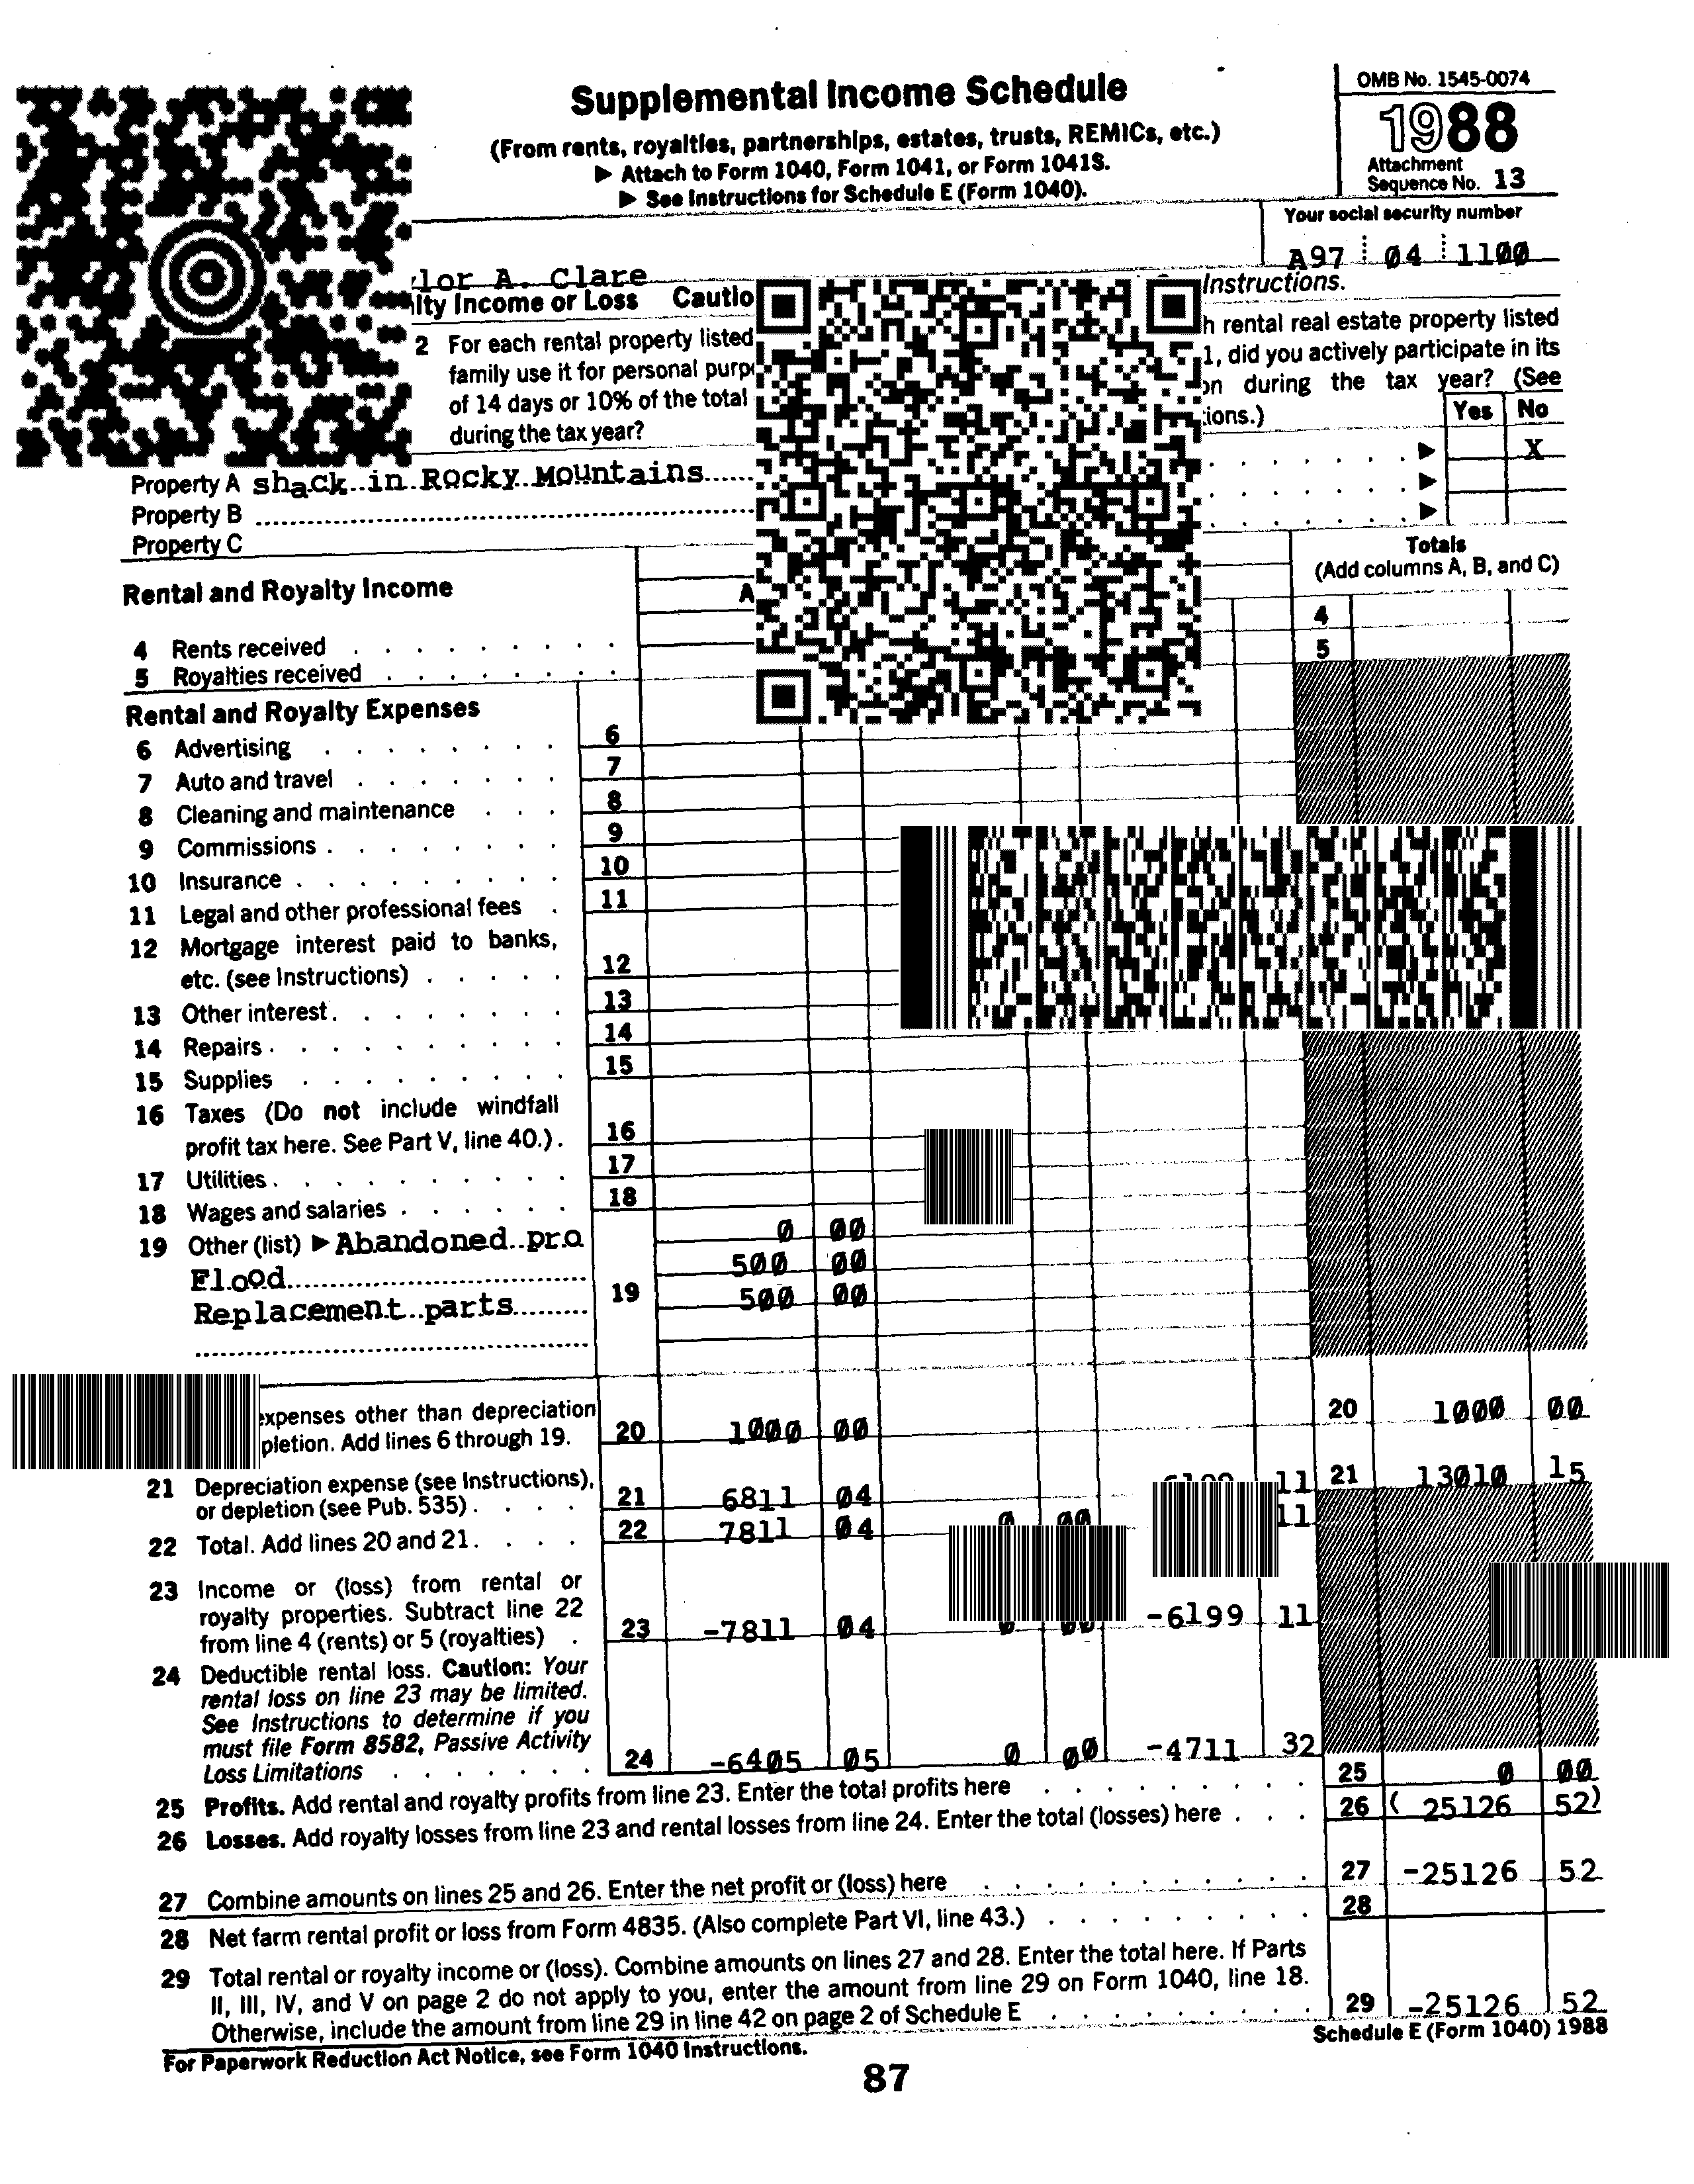 Supplemental Income Schedule
(From rents, royalties, partnerships, estates, trusts, REMICs, etc.)
▶ Attach to Form 1040, Form 1041, or Form 1041S.
▶ See Instructions for Schedule E (Form 1040).
OMB No. 1545-0074
1988
Attachment
Sequence No. 13
Your social security number
A97 04 1100
A. Clare
Income or Loss
Instructions.
2 For each rental property listed
family use it for personal
of 14 days or 10% of the total
during the tax year?
rental real estate property listed
1, did you actively participate in its
during the tax year? (See
Yes No
X
Property A shack in Rocky Mountains
Property B
Property C
Rental and Royalty Income
A
Totals
(Add columns A, B, and C)
4 Rents received 4
5 Royalties received 5
Rental and Royalty Expenses
6 Advertising 6
7 Auto and travel 7
8 Cleaning and maintenance 8
9 Commissions 9
10 Insurance 10
11 Legal and other professional fees 11
12 Mortgage interest paid to banks,
etc. (see Instructions) 12
13 Other interest 13
14 Repairs 14
15 Supplies 15
16 Taxes (Do not include windfall
profit tax here. See Part V, line 40.) 16
17 Utilities 17
18 Wages and salaries 18
19 Other (list) ▶ Abandoned pro 0 00
Flood 500 00
Replacement parts 19 500 00
other than depreciation
Add lines 6 through 19. 20 1000 00 20 1000 00
21 Depreciation expense (see Instructions),
or depletion (see Pub. 535) 21 6811 04 11 21 13010 15
22 Total. Add lines 20 and 21 22 7811 04 0 00 11
23 Income or (loss) from rental or
royalty properties. Subtract line 22
from line 4 (rents) or 5 (royalties) 23 -7811 04 0 00 -6199 11
24 Deductible rental loss. Caution: Your
rental loss on line 23 may be limited.
See Instructions to determine if you
must file Form 8582, Passive Activity
Loss Limitations 24 -6405 05 0 00 -4711 32
25 Profits. Add rental and royalty profits from line 23. Enter the total profits here 25 0 00
26 Losses. Add royalty losses from line 23 and rental losses from line 24. Enter the total (losses) here 26 ( 25126 52)
27 Combine amounts on lines 25 and 26. Enter the net profit or (loss) here 27 -25126 52
28 Net farm rental profit or loss from Form 4835. (Also complete Part VI, line 43.) 28
29 Total rental or royalty income or (loss). Combine amounts on lines 27 and 28. Enter the total here. If Parts
II, III, IV, and V on page 2 do not apply to you, enter the amount from line 29 on Form 1040, line 18.
Otherwise, include the amount from line 29 in line 42 on page 2 of Schedule E 29 -25126 52
For Paperwork Reduction Act Notice, see Form 1040 Instructions.
Schedule E (Form 1040) 1988
87